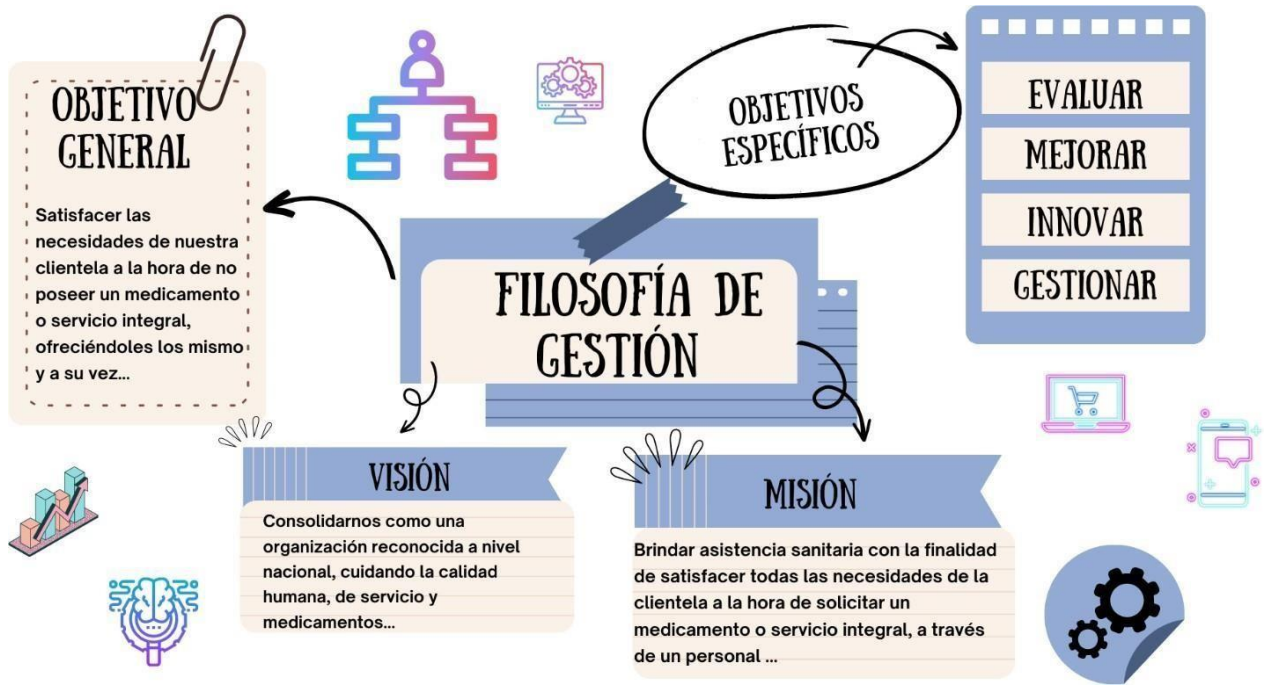 OBJETIVO
GENERAL
Satisfacer las
necesidades de nuestra
clientela a la hora de no
poseer un medicamento
o servicio integral,
ofreciéndoles los mismo
y a su vez...
OBJETIVOS
ESPECÍFICOS
EVALUAR
MEJORAR
INNOVAR
GESTIONAR
FILOSOFÍA DE
GESTIÓN
VISIÓN
Consolidarnos como una
organización reconocida a nivel
nacional, cuidando la calidad
humana, de servicio y
medicamentos...
MISIÓN
Brindar asistencia sanitaria con la finalidad
de satisfacer todas las necesidades de la
clientela a la hora de solicitar un
medicamento o servicio integral, a través
de un personal ...